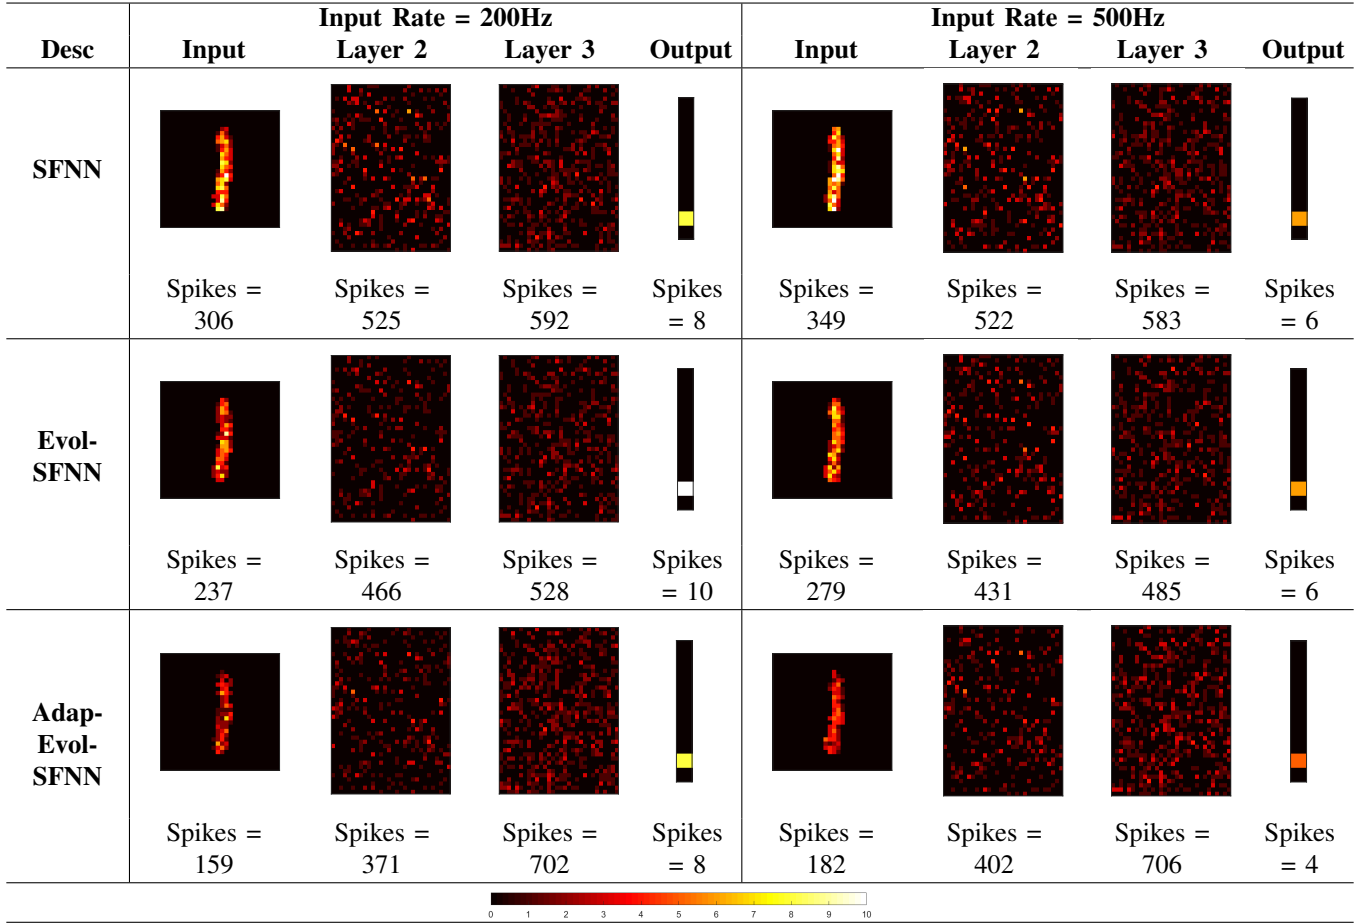 Input Rate = 200Hz Input Rate = 500Hz
Desc Input Layer 2 Layer 3 Output Input Layer 2 Layer 3 Output
SFNN
Spikes = Spikes = Spikes = Spikes Spikes = Spikes = Spikes = Spikes
306 525 592 = 8 349 522 583 = 6
Evol-
SFNN
Spikes = Spikes = Spikes = Spikes Spikes = Spikes = Spikes = Spikes
237 466 528 = 10 279 431 485 = 6
Adap-
Evol-
SFNN
Spikes = Spikes = Spikes = Spikes Spikes = Spikes = Spikes = Spikes
159 371 702 = 8 182 402 706 = 4
0 1 2 3 4 5 6 7 8 9 10